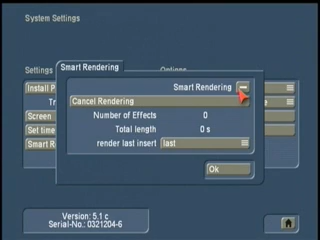 System Settings
Settings
Options
Smart Rendering
Install P
Smart Rendering
Tr
e
Cancel Rendering
Screen
Number of Effects 0
Set time
Total length 0 s
Smart R
render last insert last
Ok
Version: 5.1 c
Serial-No.: 0321204-6